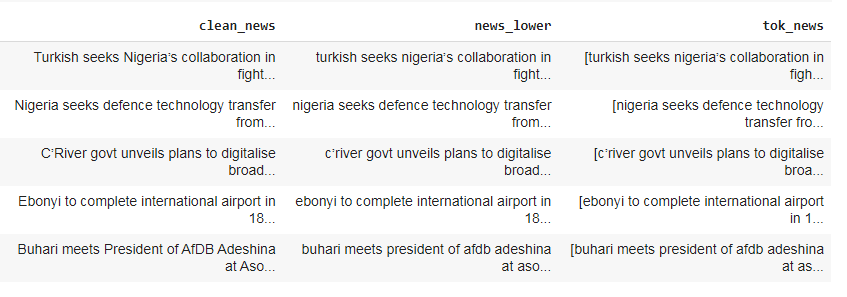 clean_news news_lower tok_news
Turkish seeks Nigeria's collaboration in turkish seeks nigeria's collaboration in [turkish seeks nigeria's collaboration in
fight... fight... figh...
Nigeria seeks defence technology transfer nigeria seeks defence technology transfer [nigeria seeks defence technology
from... from... transfer fro...
C'River govt unveils plans to digitalise c'river govt unveils plans to digitalise [c'river govt unveils plans to digitalise
broad... broad... broa...
Ebonyi to complete international airport in ebonyi to complete international airport in [ebonyi to complete international airport
18... 18... in 1...
Buhari meets President of AfDB Adeshina buhari meets president of afdb adeshina [buhari meets president of afdb adeshina
at Aso... at aso... at as...